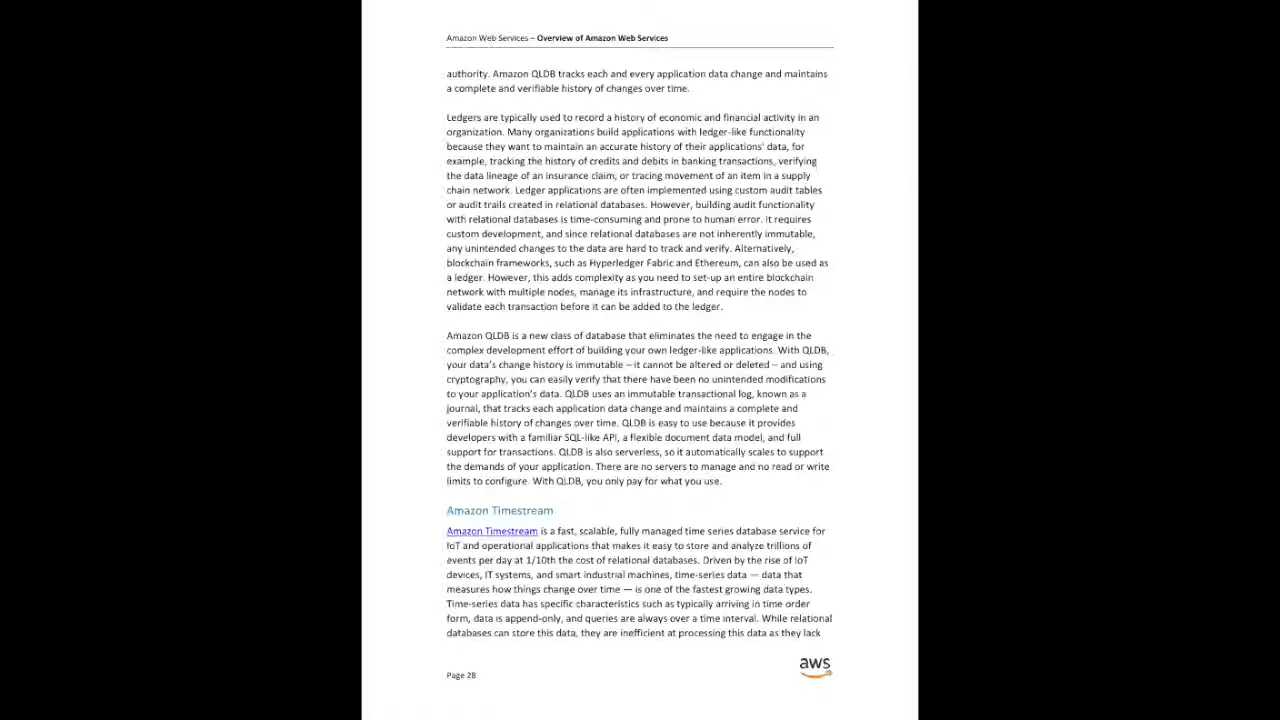 Amazon Web Services – Overview of Amazon Web Services
authority. Amazon QLDB tracks each and every application data change and maintains
a complete and verifiable history of changes over time.
Ledgers are typically used to record a history of economic and financial activity in an
organization. Many organizations build applications with ledger-like functionality
because they want to maintain an accurate history of their applications' data, for
example, tracking the history of credits and debits in banking transactions, verifying
the data lineage of an insurance claim, or tracing movement of an item in a supply
chain network. Ledger applications are often implemented using custom audit tables
or audit trails created in relational databases. However, building audit functionality
with relational databases is time-consuming and prone to human error. It requires
custom development, and since relational databases are not inherently immutable,
any unintended changes to the data are hard to track and verify. Alternatively,
blockchain frameworks, such as Hyperledger Fabric and Ethereum, can also be used as
a ledger. However, this adds complexity as you need to set-up an entire blockchain
network with multiple nodes, manage its infrastructure, and require the nodes to
validate each transaction before it can be added to the ledger.
Amazon QLDB is a new class of database that eliminates the need to engage in the
complex development effort of building your own ledger-like applications. With QLDB,
your data's change history is immutable – it cannot be altered or deleted – and using
cryptography, you can easily verify that there have been no unintended modifications
to your application's data. QLDB uses an immutable transactional log, known as a
journal, that tracks each application data change and maintains a complete and
verifiable history of changes over time. QLDB is easy to use because it provides
developers with a familiar SQL-like API, a flexible document data model, and full
support for transactions. QLDB is also serverless, so it automatically scales to support
the demands of your application. There are no servers to manage and no read or write
limits to configure. With QLDB, you only pay for what you use.
Amazon Timestream
Amazon Timestream is a fast, scalable, fully managed time series database service for
IoT and operational applications that makes it easy to store and analyze trillions of
events per day at 1/10th the cost of relational databases. Driven by the rise of IoT
devices, IT systems, and smart industrial machines, time-series data — data that
measures how things change over time — is one of the fastest growing data types.
Time-series data has specific characteristics such as typically arriving in time order
form, data is append-only, and queries are always over a time interval. While relational
databases can store this data, they are inefficient at processing this data as they lack
aws
Page 28